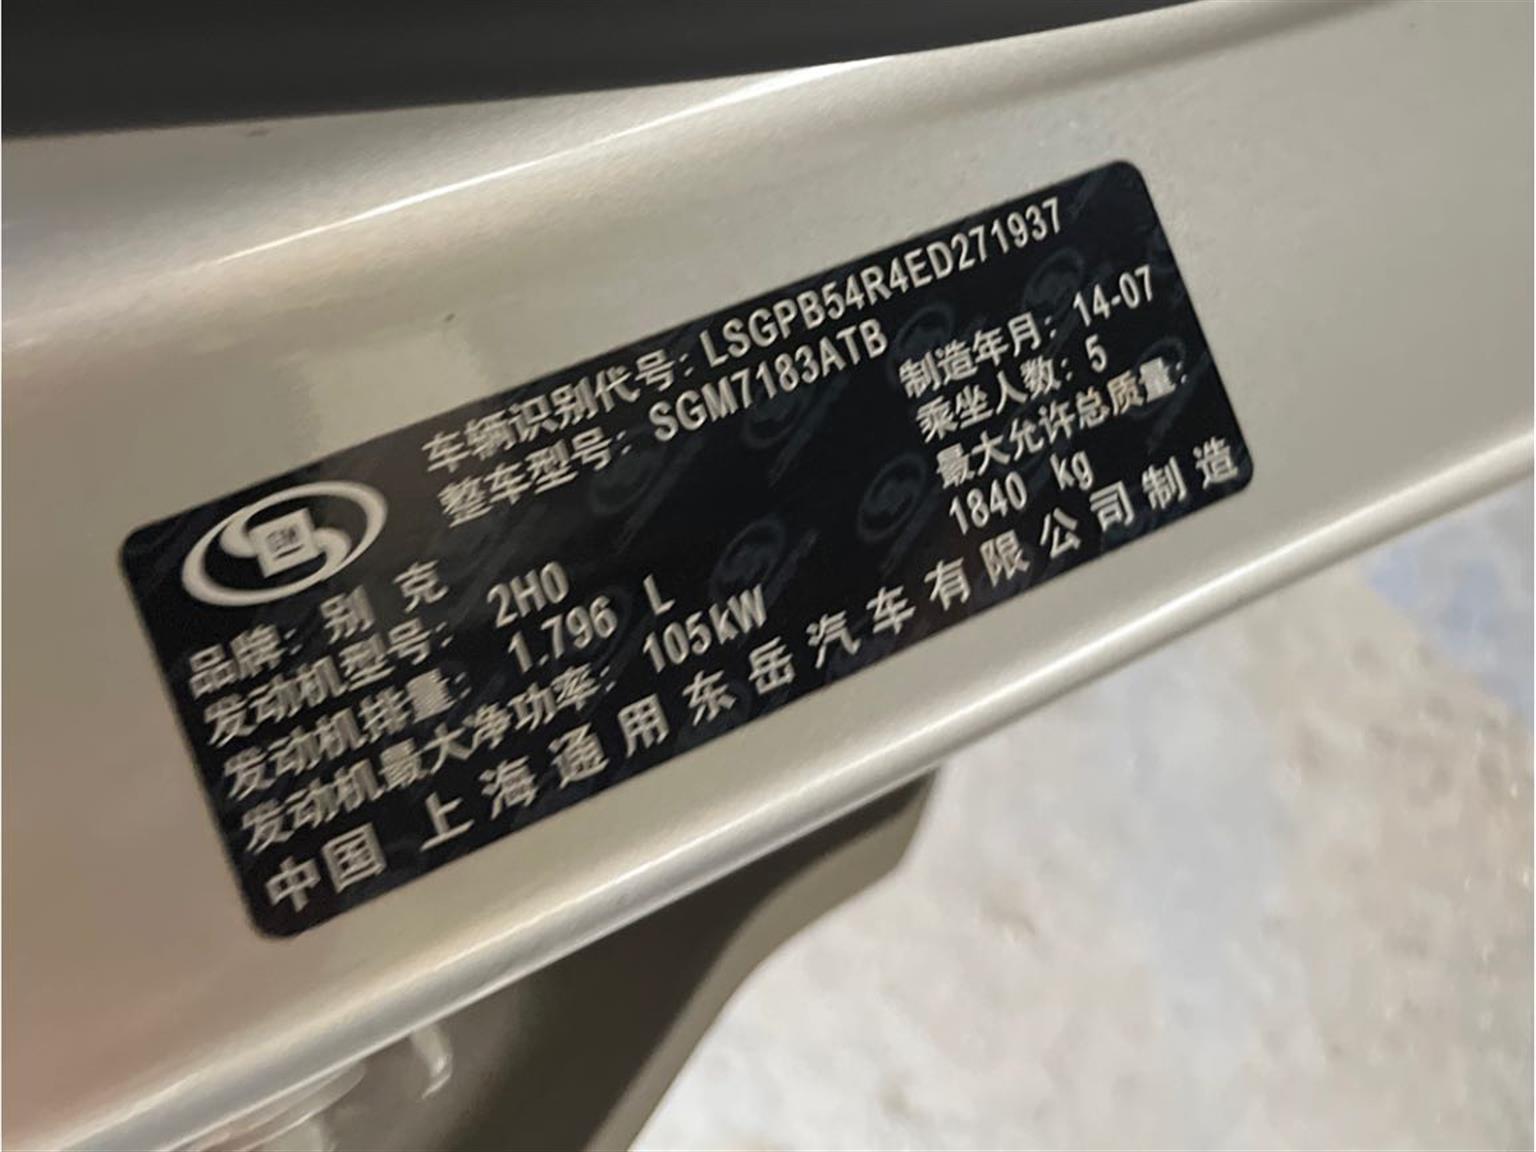 车辆识别代号: LSGPB54R4ED271937
整车型号: SGM7183ATB
品牌: 别克
制造年月: 14-07
发动机型号: 2H0
乘坐人数: 5
发动机排量: 1.796 L
最大允许总质量:
1840 kg
发动机最大净功率: 105kW
中国上海通用东岳汽车有限公司制造